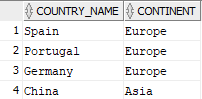 COUNTRY_NAME CONTINENT
1 Spain Europe
2 Portugal Europe
3 Germany Europe
4 China Asia